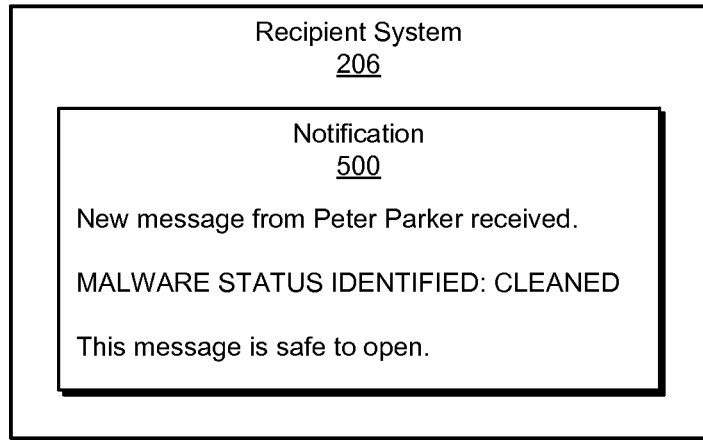 Recipient System
206
Notification
500
New message from Peter Parker received.
MALWARE STATUS IDENTIFIED: CLEANED
This message is safe to open.